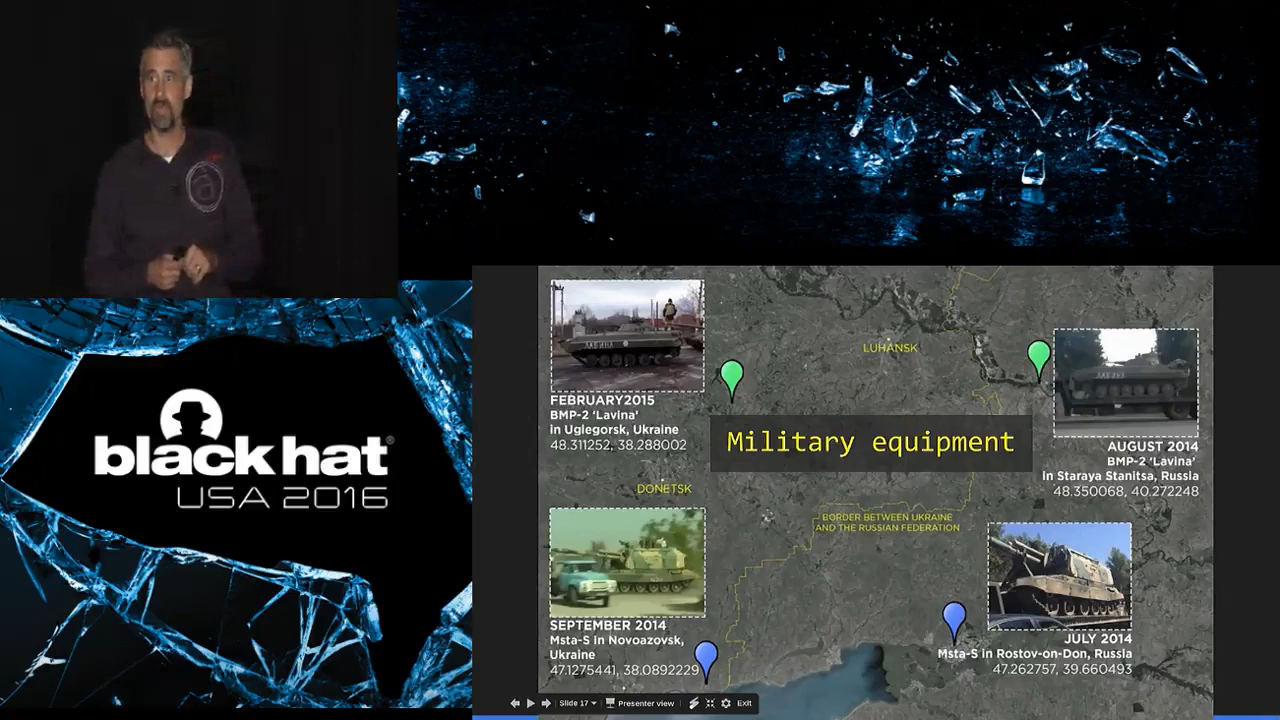 black hat®
USA 2016
FEBRUARY2015
BMP-2 ‘Lavina’
in Uglegorsk, Ukraine
48.311252, 38.288002
ЛАВИНА
LUHANSK
Military equipment
AUGUST 2014
BMP-2 ‘Lavina’
in Staraya Stanitsa, Russia
48.350068, 40.272248
DONETSK
BORDER BETWEEN UKRAINE
AND THE RUSSIAN FEDERATION
SEPTEMBER 2014
Msta-S in Novoazovsk,
Ukraine
47.1275441, 38.0892229
JULY 2014
Msta-S in Rostov-on-Don, Russia
47.262757, 39.660493
Slide 17
Presenter view
Exit